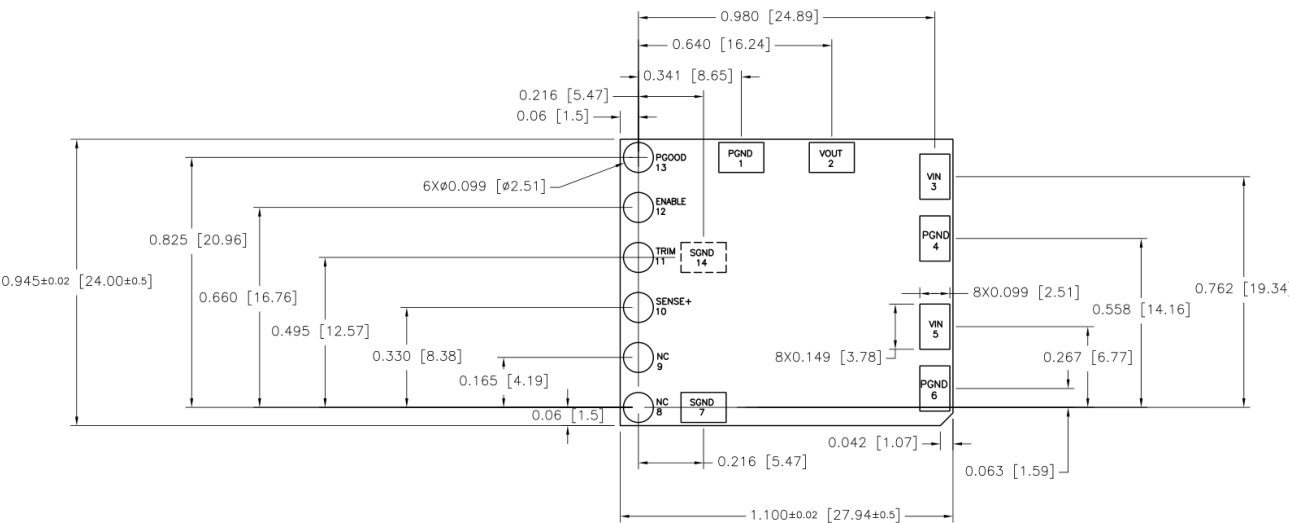 0.980 [24.89]
0.640 [16.24]
0.341 [8.65]
0.216 [5.47]
0.06 [1.5]
PGOOD
13
PGND
1
VOUT
2
VIN
3
6XØ0.099 [Ø2.51]
ENABLE
12
0.825 [20.96]
PGND
4
TRIM
11
SGND
14
0.945±0.02 [24.00±0.5]
0.660 [16.76]
8X0.099 [2.51]
0.762 [19.34]
SENSE+
10
0.558 [14.16]
0.495 [12.57]
VIN
5
0.330 [8.38]
NC
9
8X0.149 [3.78]
0.267 [6.77]
0.165 [4.19]
PGND
6
NC
8
SGND
7
0.06 [1.5]
0.042 [1.07]
0.216 [5.47]
0.063 [1.59]
1.100±0.02 [27.94±0.5]